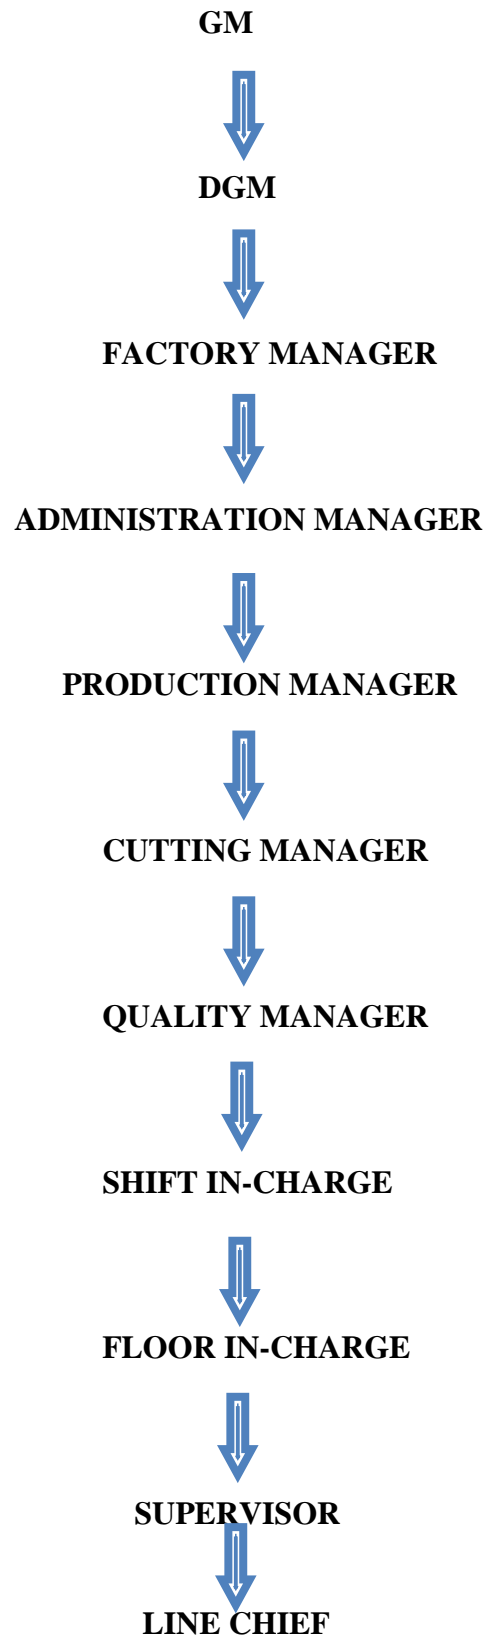 GM
DGM
FACTORY MANAGER
ADMINISTRATION MANAGER
PRODUCTION MANAGER
CUTTING MANAGER
QUALITY MANAGER
SHIFT IN-CHARGE
FLOOR IN-CHARGE
SUPERVISOR
LINE CHIEF